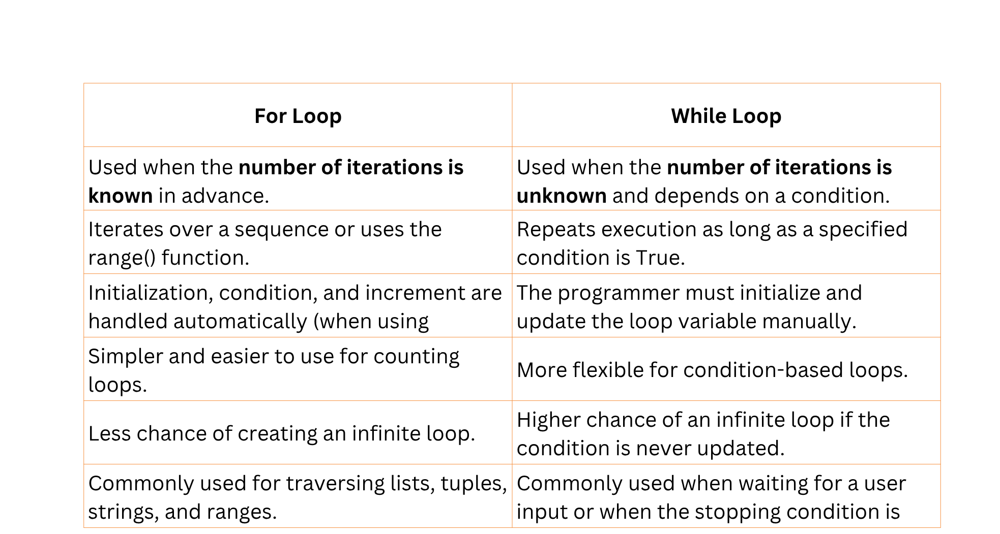 For Loop
While Loop
Used when the number of iterations is
known in advance.
Used when the number of iterations is
unknown and depends on a condition.
Iterates over a sequence or uses the
range() function.
Repeats execution as long as a specified
condition is True.
Initialization, condition, and increment are
handled automatically (when using
The programmer must initialize and
update the loop variable manually.
Simpler and easier to use for counting
loops.
More flexible for condition-based loops.
Less chance of creating an infinite loop.
Higher chance of an infinite loop if the
condition is never updated.
Commonly used for traversing lists, tuples,
strings, and ranges.
Commonly used when waiting for a user
input or when the stopping condition is